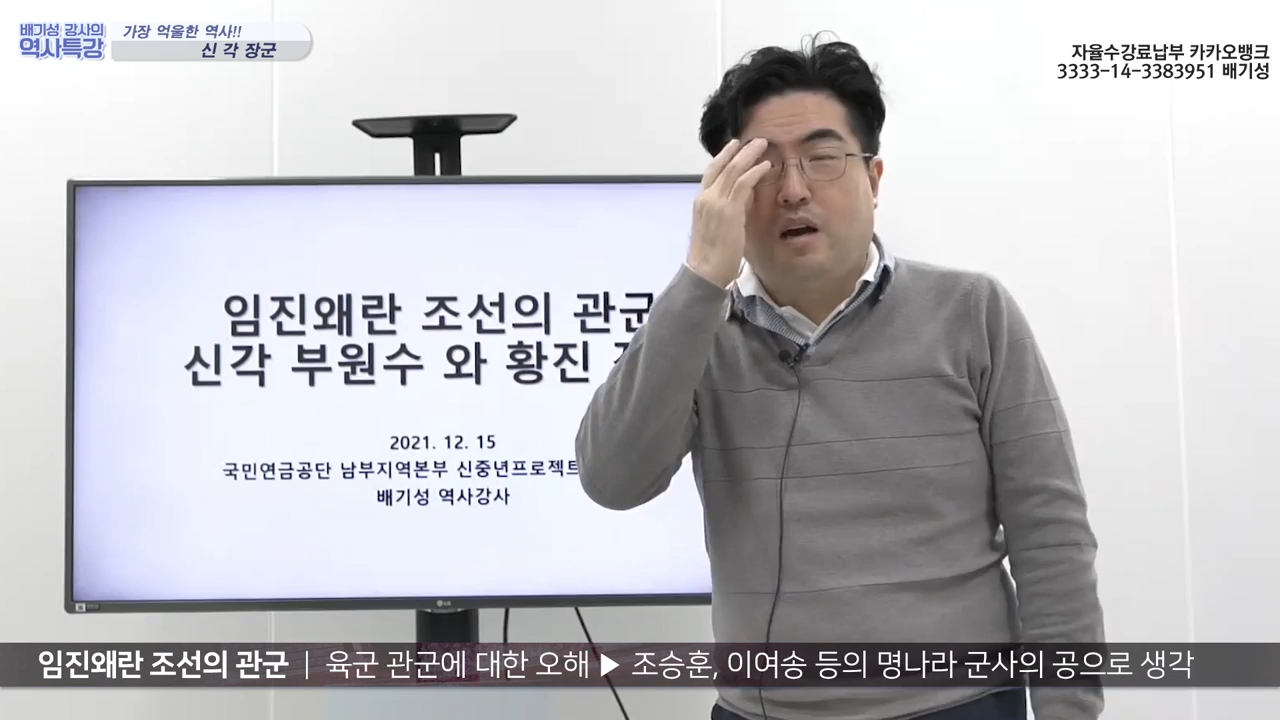 배기성 강사의
역사특강
가장 억울한 역사!!
신 각 장군
자율수강료납부 카카오뱅크
3333-14-3383951 배기성
임진왜란 조선의 관군
신각 부원수 와 황진
2021. 12. 15
국민연금공단 남부지역본부 신중년프로젝트
배기성 역사강사
LG
임진왜란 조선의 관군 | 육군 관군에 대한 오해 ▶ 조승훈, 이여송 등의 명나라 군사의 공으로 생각